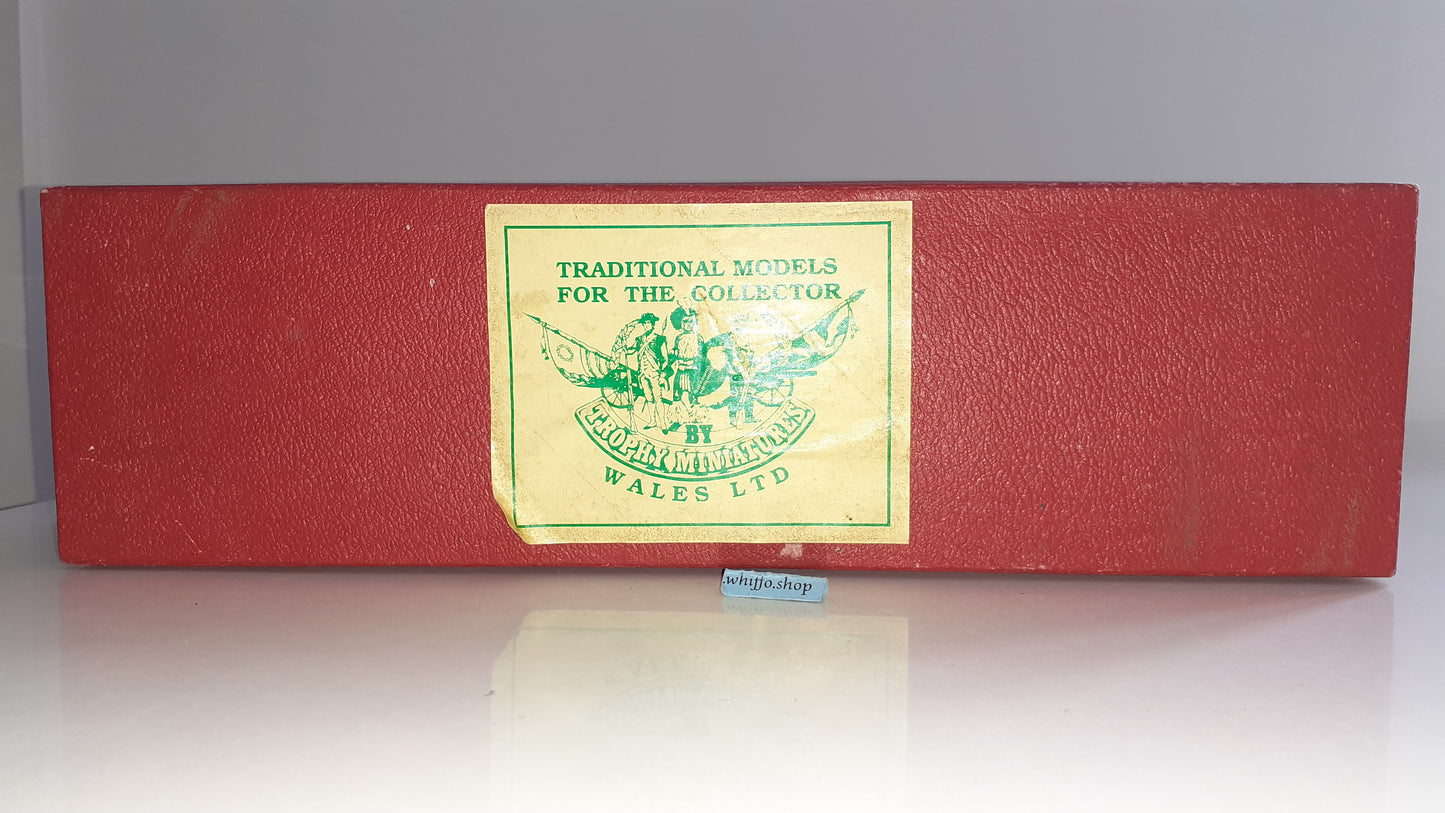 TRADITIONAL MODELS
FOR THE COLLECTOR
BY
TROPHY MINIATURES
WALES LTD
.whiffo.shop